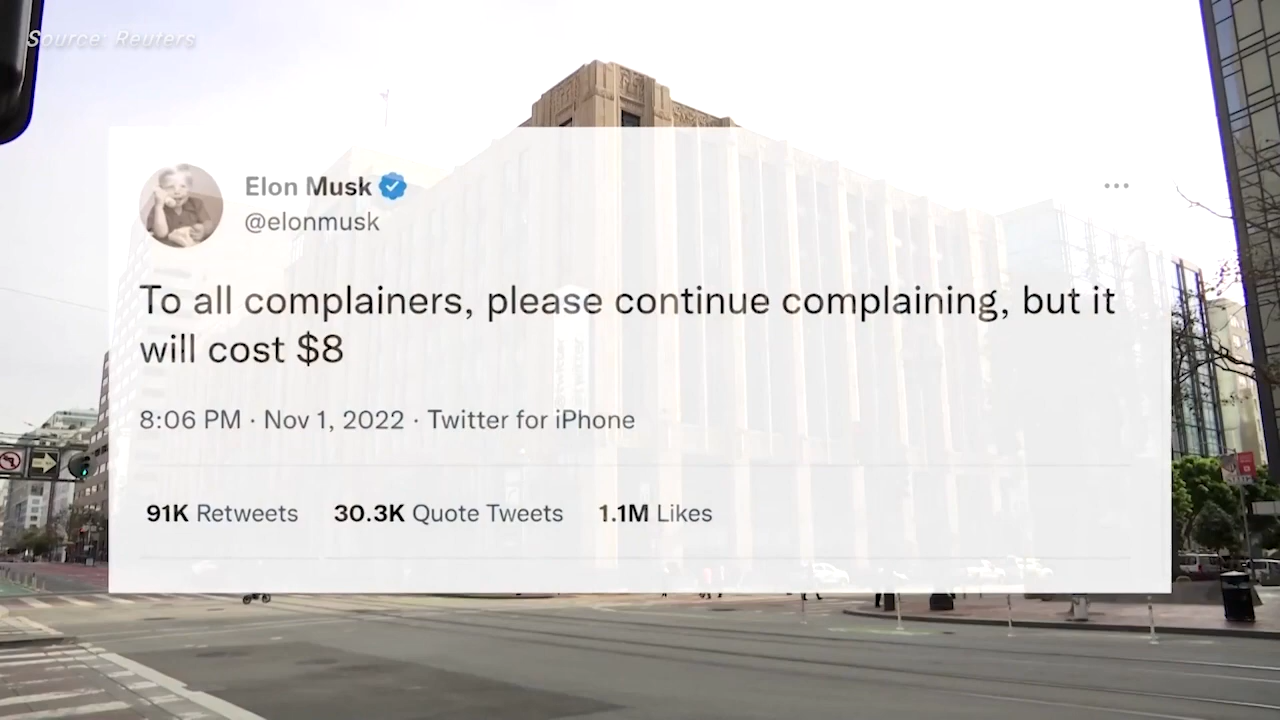 Source: Reuters
Elon Musk
@elonmusk
To all complainers, please continue complaining, but it
will cost $8
8:06 PM · Nov 1, 2022 · Twitter for iPhone
91K Retweets 30.3K Quote Tweets 1.1M Likes